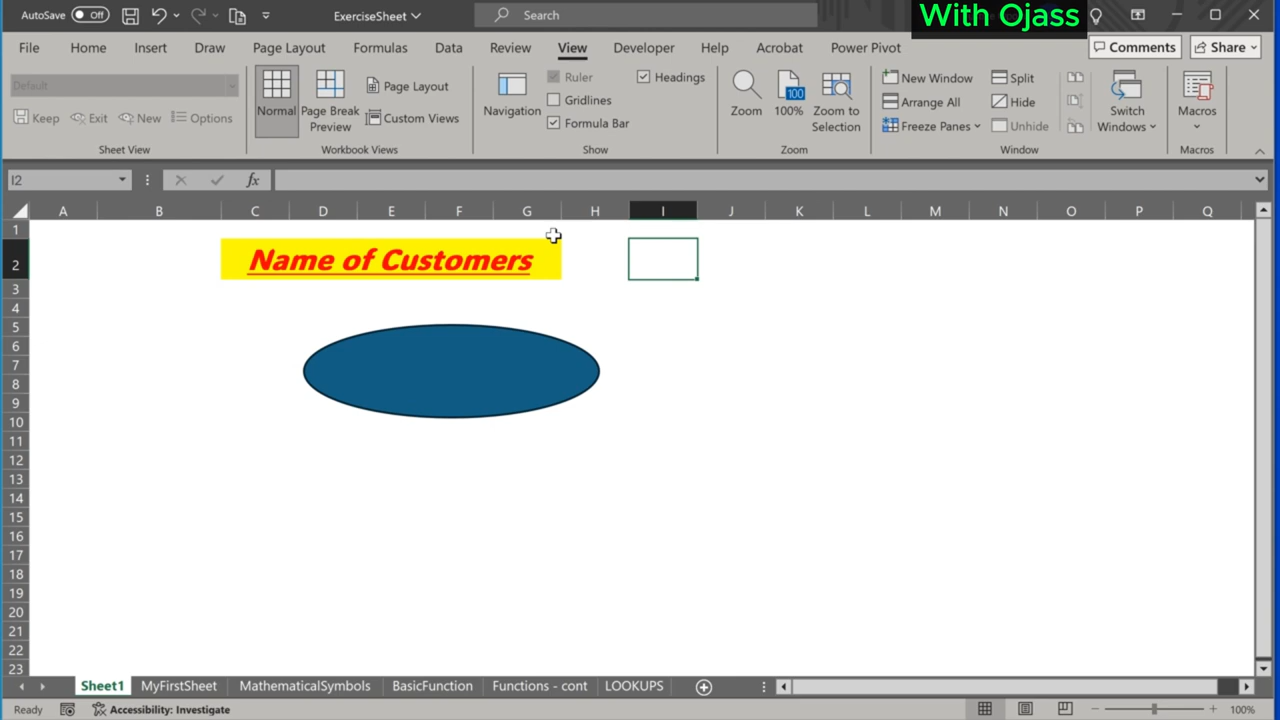 AutoSave Off ExerciseSheet Search With Ojass
File Home Insert Draw Page Layout Formulas Data Review View Developer Help Acrobat Power Pivot Comments Share
Default
Keep Exit New Options
Sheet View
Normal
Page Break Preview
Page Layout
Custom Views
Workbook Views
Navigation
Ruler
Gridlines
Formula Bar
Headings
Show
Zoom
100
100%
Zoom to Selection
Zoom
New Window
Arrange All
Freeze Panes
Split
Hide
Unhide
Switch Windows
Window
Macros
Macros
I2 fx
A B C D E F G H I J K L M N O P Q
1
2 Name of Customers
3
4
5
6
7
8
9
10
11
12
13
14
15
16
17
18
19
20
21
22
23
Sheet1 MyFirstSheet MathematicalSymbols BasicFunction Functions - cont LOOKUPS
Ready Accessibility: Investigate 100%